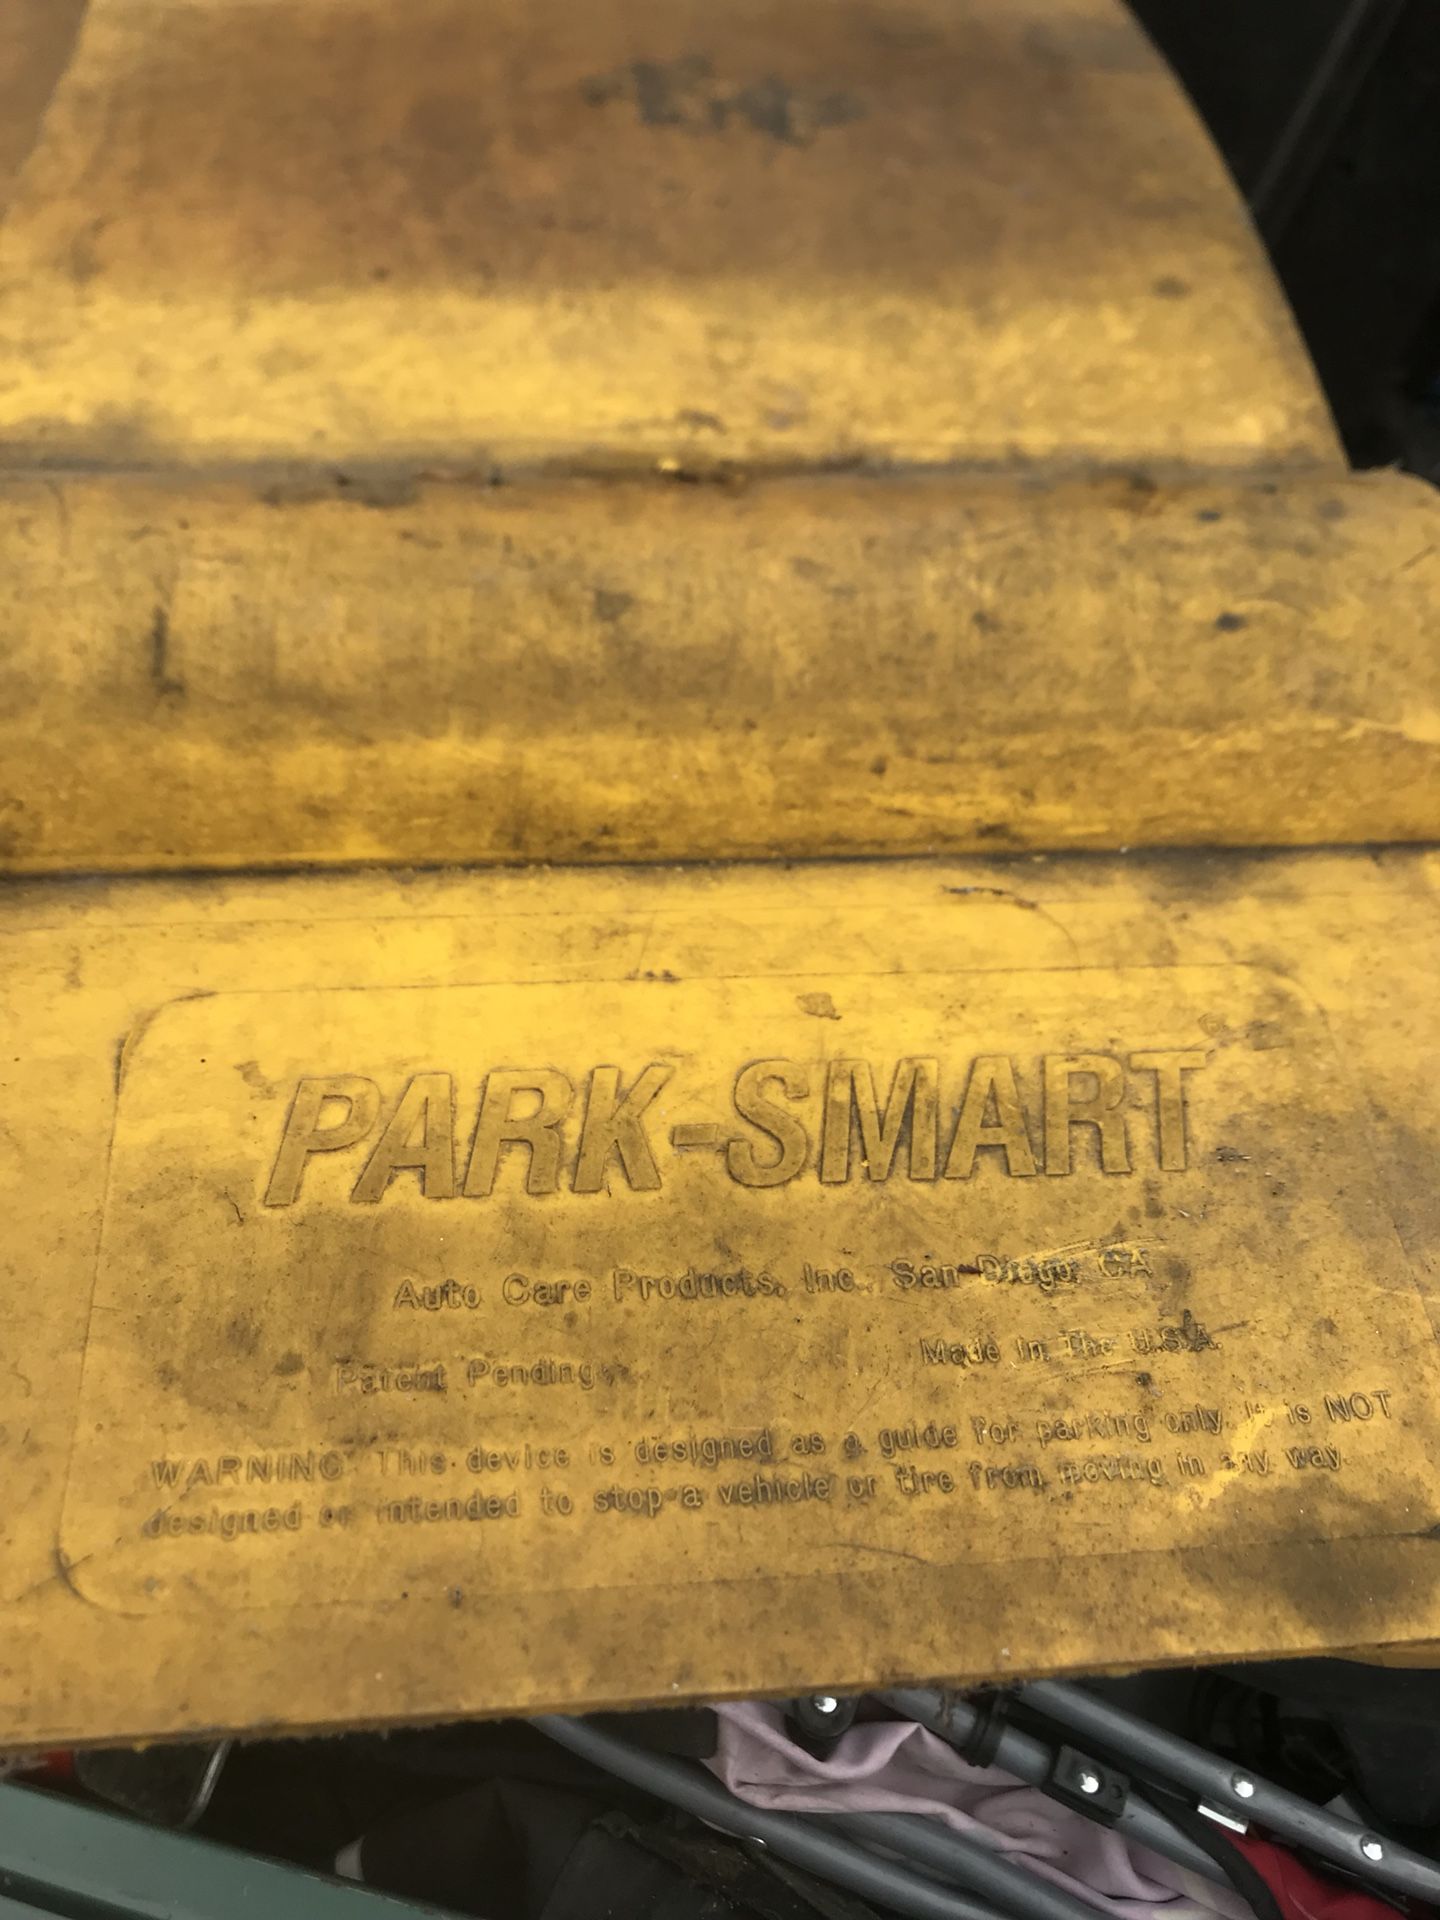 PARK-SMART
Auto Care Products, Inc., San Diego, CA
Patent Pending
Made In The U.S.A.
WARNING: This device is designed as a guide for parking only. It is NOT
designed or intended to stop a vehicle or tire from moving in any way.